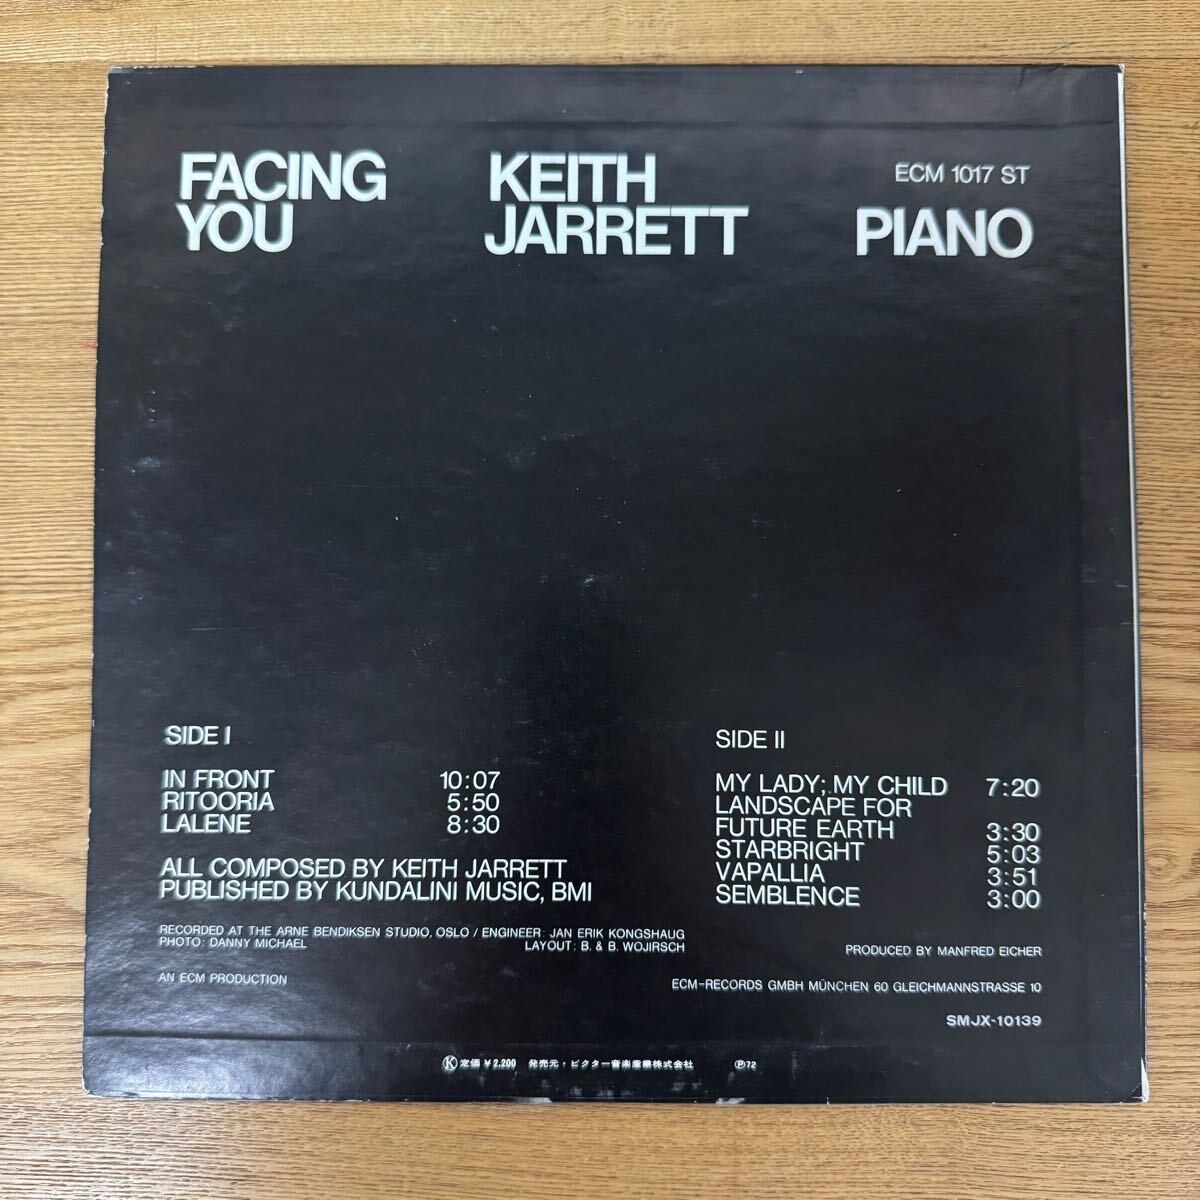 FACING
YOU
KEITH
JARRETT
ECM 1017 ST
PIANO
SIDE I
IN FRONT 10:07
RITOORIA 5:50
LALENE 8:30
ALL COMPOSED BY KEITH JARRETT
PUBLISHED BY KUNDALINI MUSIC, BMI
SIDE II
MY LADY; MY CHILD 7:20
LANDSCAPE FOR
FUTURE EARTH 3:30
STARBRIGHT 5:03
VAPALLIA 3:51
SEMBLENCE 3:00
RECORDED AT THE ARNE BENDIKSEN STUDIO, OSLO / ENGINEER: JAN ERIK KONGSHAUG
PHOTO: DANNY MICHAEL LAYOUT: B. & B. WOJIRSCH
PRODUCED BY MANFRED EICHER
AN ECM PRODUCTION
ECM-RECORDS GMBH MÜNCHEN 60 GLEICHMANNSTRASSE 10
SMJX-10139
Ⓚ 定価 ¥2,200 発売元・ビクター音楽産業株式会社 Ⓟ72